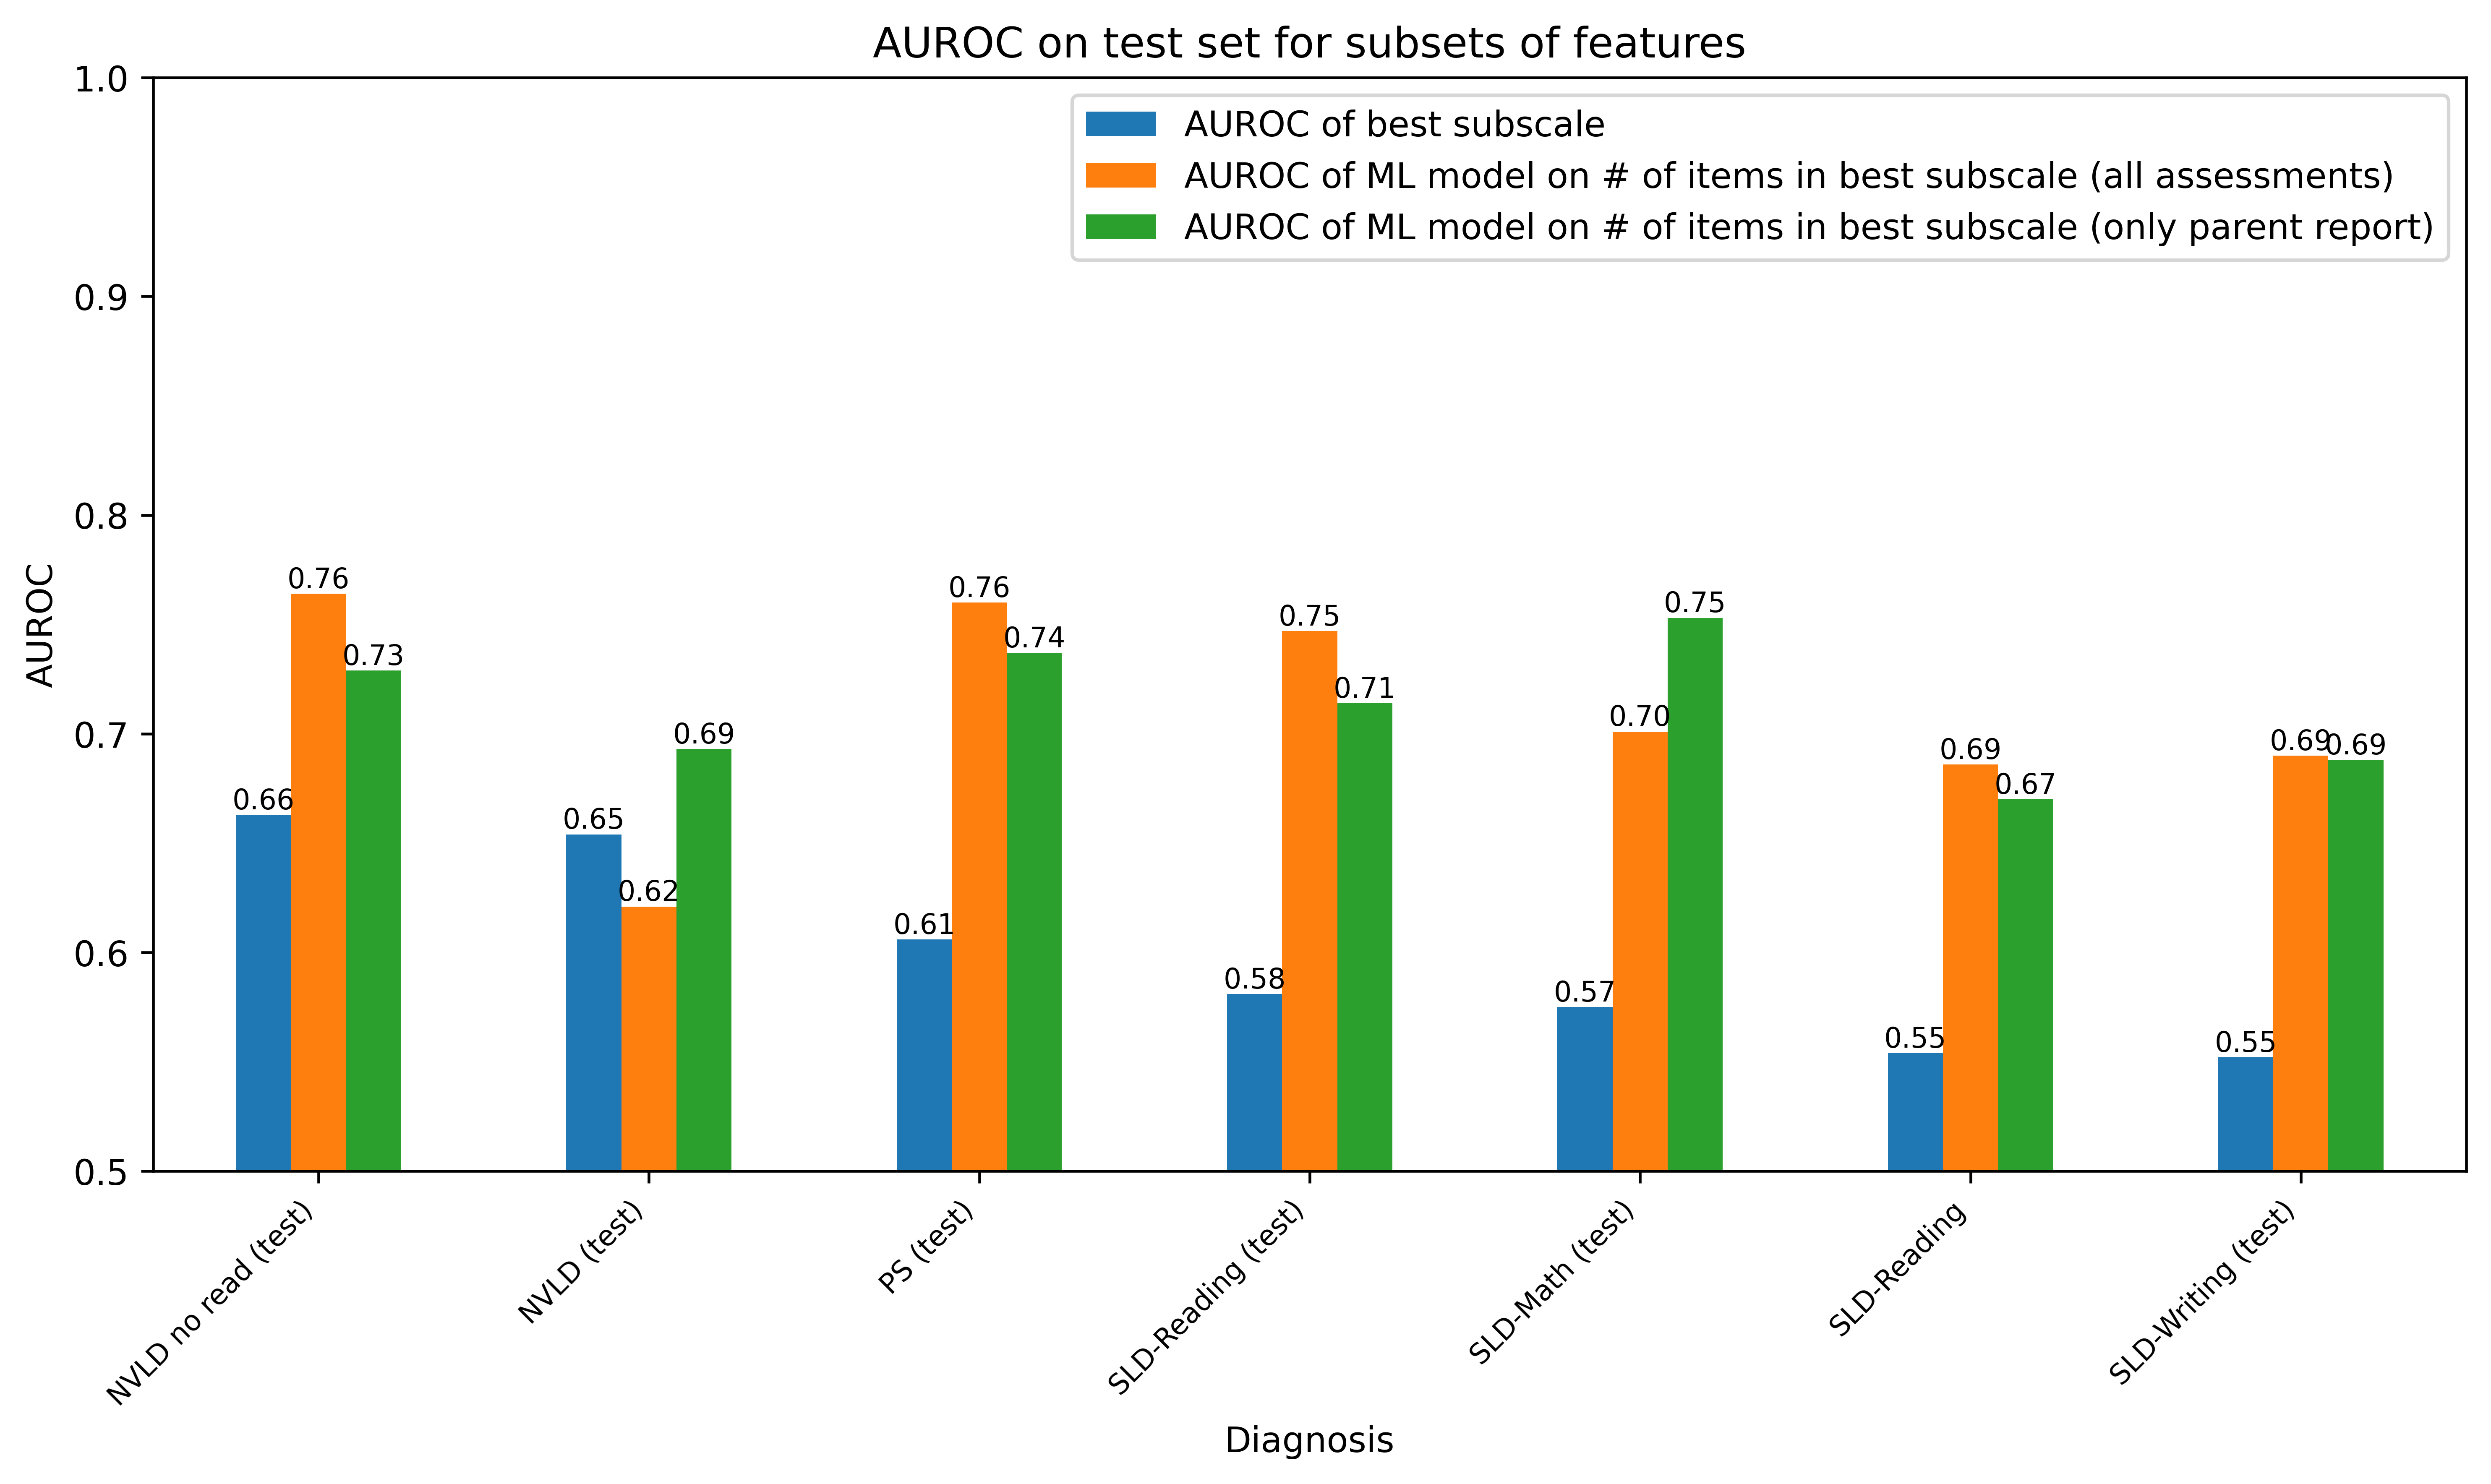 AUROC on test set for subsets of features
AUROC of best subscale
AUROC of ML model on # of items in best subscale (all assessments)
AUROC of ML model on # of items in best subscale (only parent report)
AUROC
1.0
0.9
0.8
0.7
0.6
0.5
0.66
0.76
0.73
0.65
0.62
0.69
0.61
0.76
0.74
0.58
0.75
0.71
0.57
0.70
0.75
0.55
0.69
0.67
0.55
0.69
0.69
NVLD no read (test)
NVLD (test)
PS (test)
SLD-Reading (test)
SLD-Math (test)
SLD-Reading
SLD-Writing (test)
Diagnosis